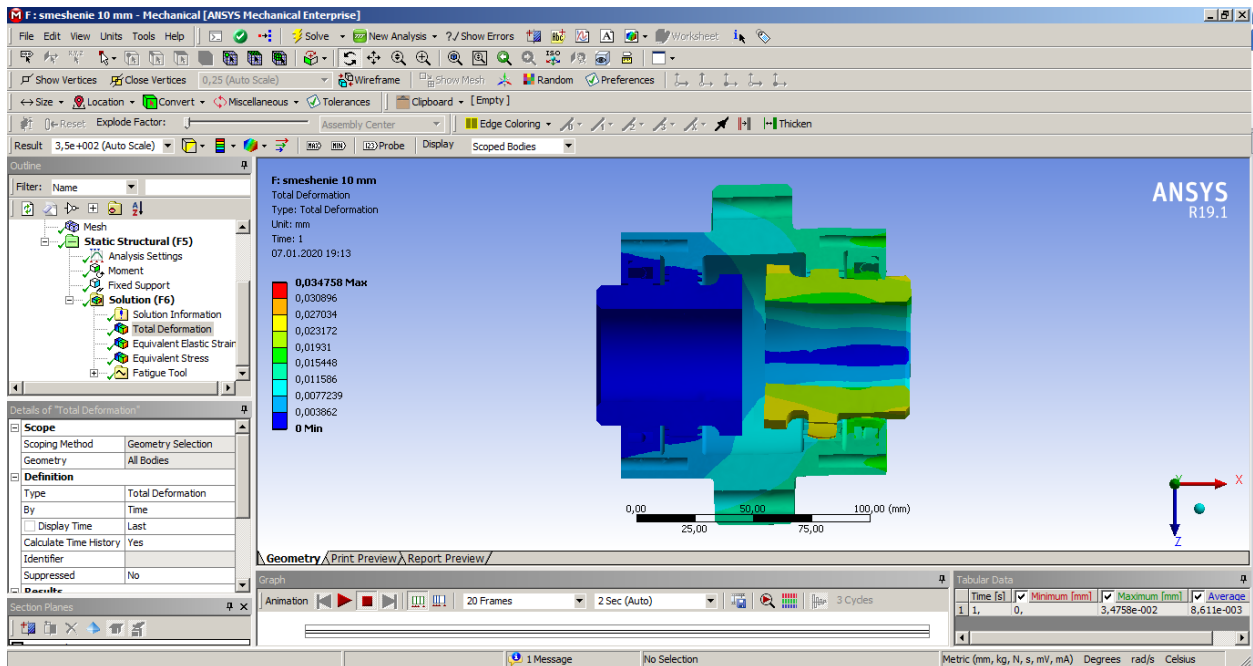 F : smeshenie 10 mm - Mechanical [ANSYS Mechanical Enterprise]
File Edit View Units Tools Help Solve New Analysis ?/ Show Errors Worksheet
Show Vertices Close Vertices 0,25 (Auto Scale) Wireframe Show Mesh Random Preferences
Size Location Convert Miscellaneous Tolerances Clipboard [Empty]
Reset Explode Factor: Assembly Center Edge Coloring Thicken
Result 3,5e+002 (Auto Scale) MAX MIN Probe Display Scoped Bodies
Outline
Filter: Name
Mesh
Static Structural (F5)
Analysis Settings
Moment
Fixed Support
Solution (F6)
Solution Information
Total Deformation
Equivalent Elastic Strain
Equivalent Stress
Fatigue Tool
Details of "Total Deformation"
Scope
Scoping Method Geometry Selection
Geometry All Bodies
Definition
Type Total Deformation
By Time
Display Time Last
Calculate Time History Yes
Identifier
Suppressed No
Results
Section Planes
F: smeshenie 10 mm
Total Deformation
Type: Total Deformation
Unit: mm
Time: 1
07.01.2020 19:13
0,034758 Max
0,030896
0,027034
0,023172
0,01931
0,015448
0,011586
0,0077239
0,003862
0 Min
ANSYS
R19.1
0,00 50,00 100,00 (mm)
25,00 75,00
Y X
Z
Geometry Print Preview Report Preview
Graph
Animation 20 Frames 2 Sec (Auto) 3 Cycles
Tabular Data
Time [s] Minimum [mm] Maximum [mm] Average
1 1, 0, 3,4758e-002 8,611e-003
1 Message No Selection Metric (mm, kg, N, s, mV, mA) Degrees rad/s Celsius